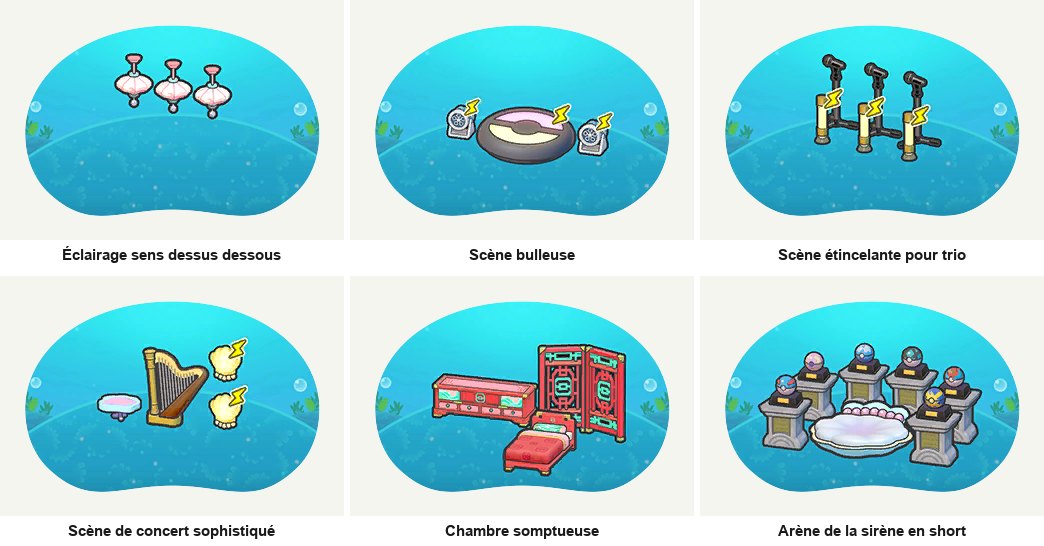 Éclairage sens dessus dessous
Scène bulleuse
Scène étincelante pour trio
Scène de concert sophistiqué
Chambre somptueuse
Arène de la sirène en short